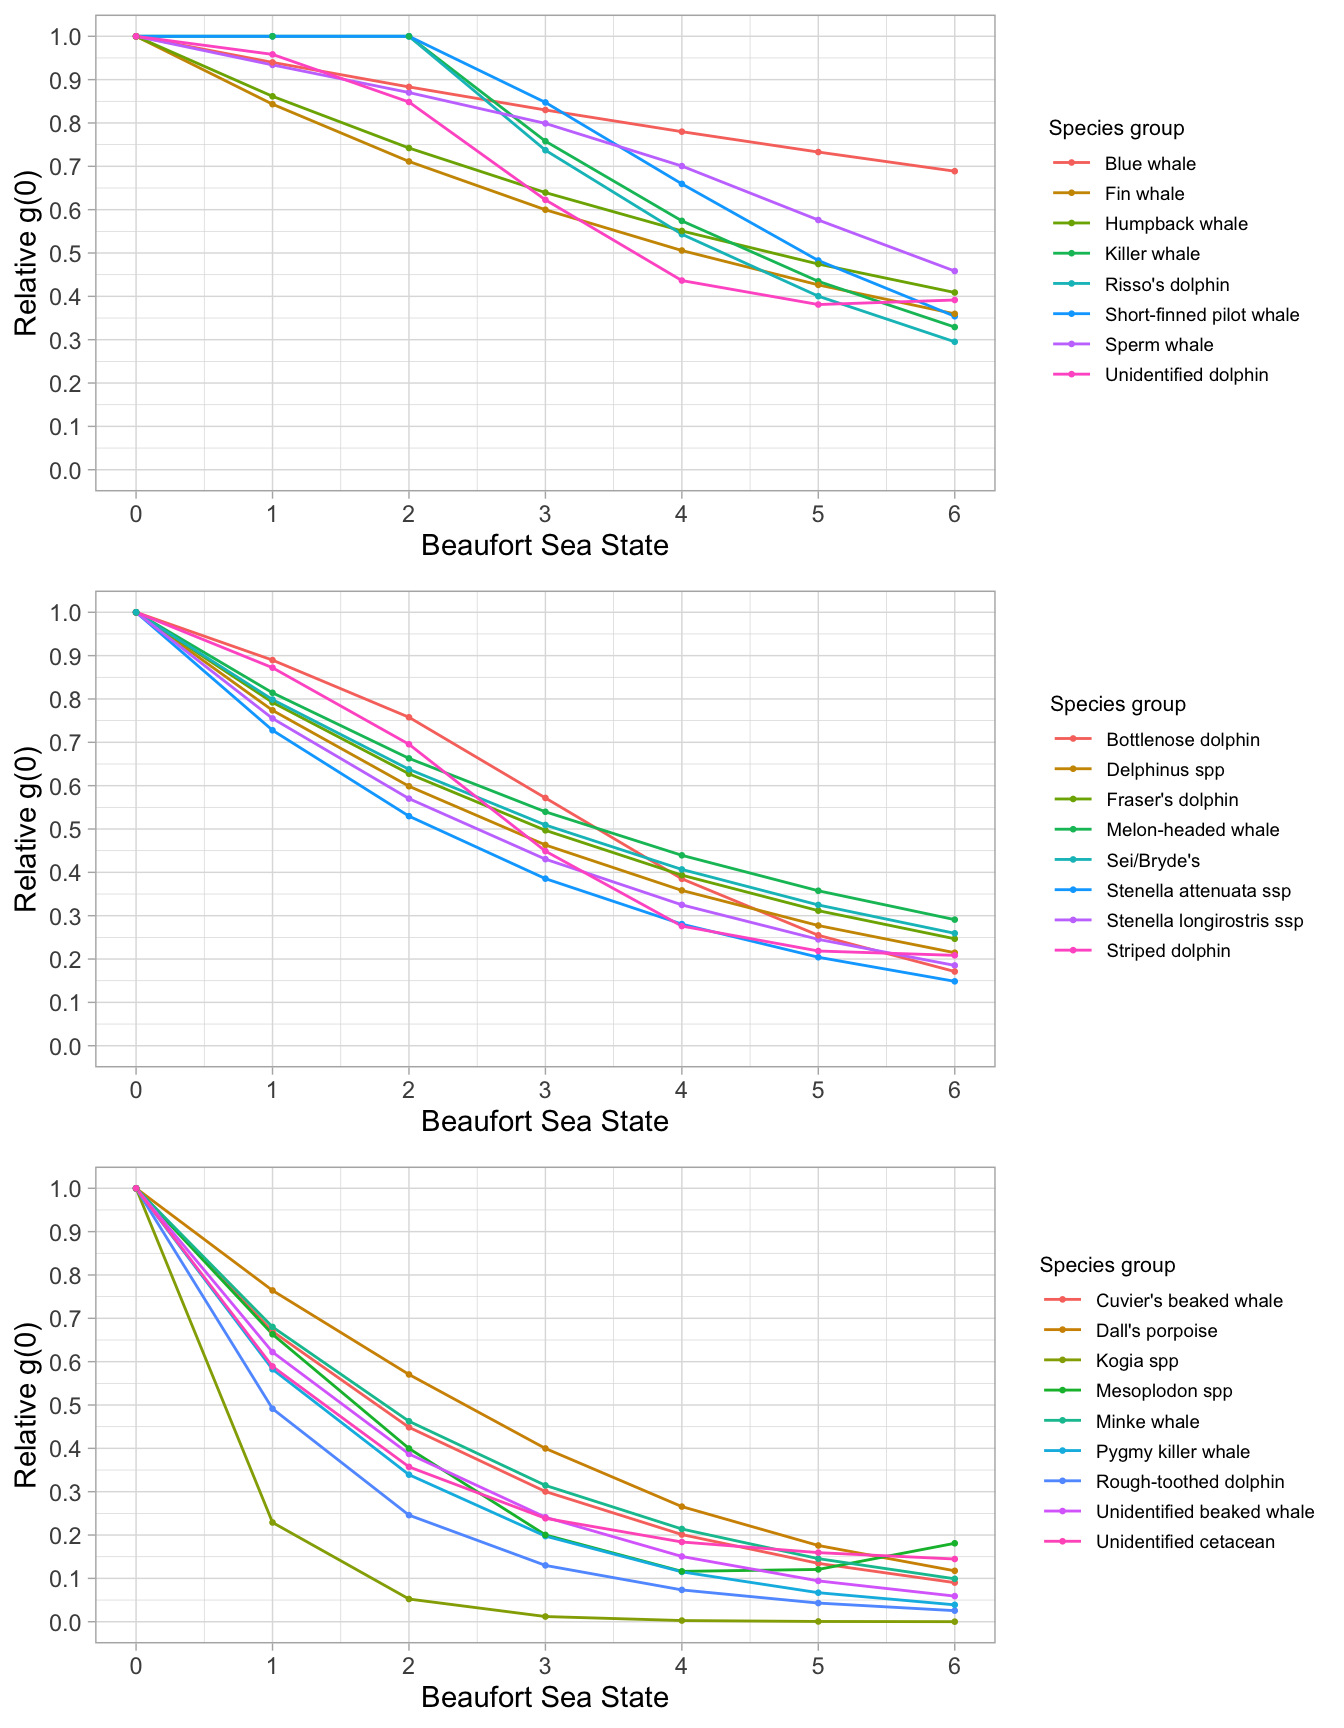 Relative g(0)
1.0
0.9
0.8
0.7
0.6
0.5
0.4
0.3
0.2
0.1
0.0
0 1 2 3 4 5 6
Beaufort Sea State
Species group
Blue whale
Fin whale
Humpback whale
Killer whale
Risso's dolphin
Short-finned pilot whale
Sperm whale
Unidentified dolphin
Relative g(0)
1.0
0.9
0.8
0.7
0.6
0.5
0.4
0.3
0.2
0.1
0.0
0 1 2 3 4 5 6
Beaufort Sea State
Species group
Bottlenose dolphin
Delphinus spp
Fraser's dolphin
Melon-headed whale
Sei/Bryde's
Stenella attenuata ssp
Stenella longirostris ssp
Striped dolphin
Relative g(0)
1.0
0.9
0.8
0.7
0.6
0.5
0.4
0.3
0.2
0.1
0.0
0 1 2 3 4 5 6
Beaufort Sea State
Species group
Cuvier's beaked whale
Dall's porpoise
Kogia spp
Mesoplodon spp
Minke whale
Pygmy killer whale
Rough-toothed dolphin
Unidentified beaked whale
Unidentified cetacean